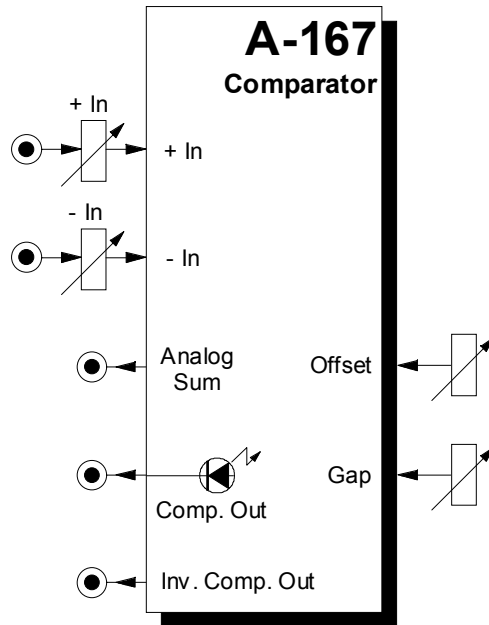 A-167
Comparator
+ In
+ In
- In
- In
Analog
Sum
Offset
Gap
Comp. Out
Inv. Comp. Out